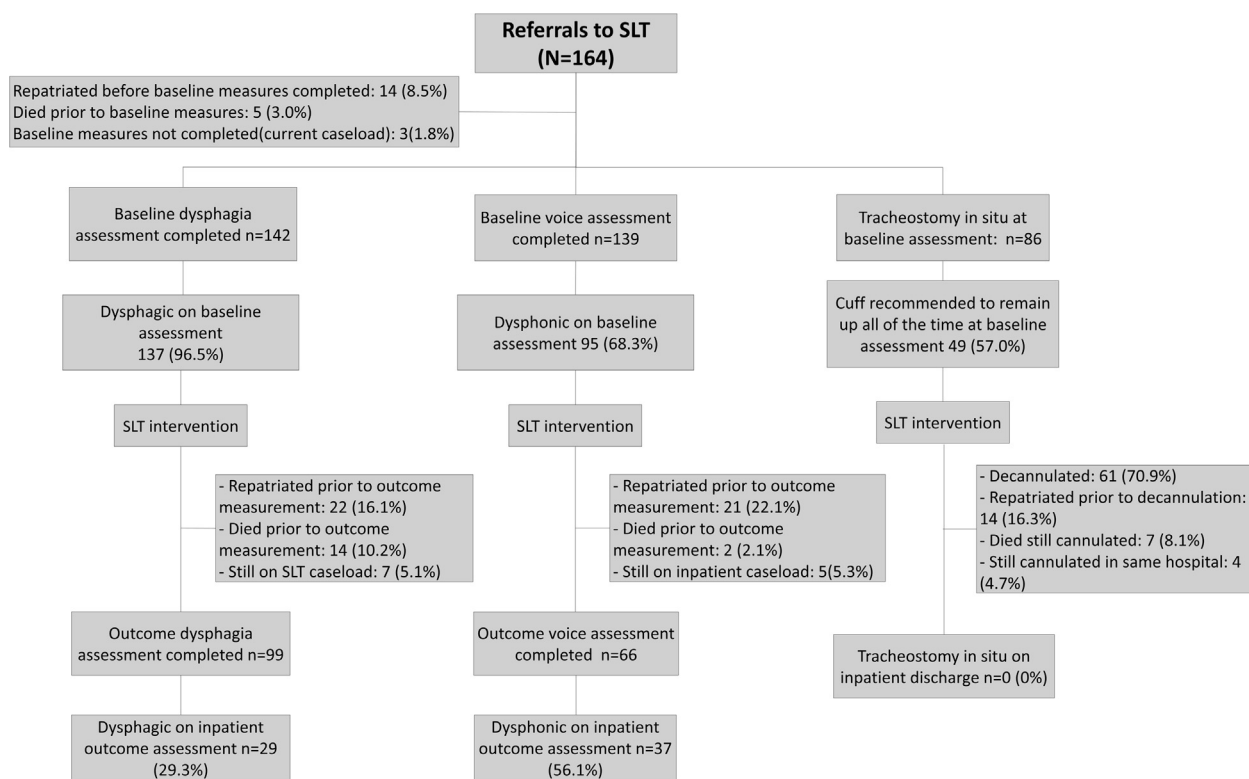 Referrals to SLT
(N=164)
Repatriated before baseline measures completed: 14 (8.5%)
Died prior to baseline measures: 5 (3.0%)
Baseline measures not completed(current caseload): 3(1.8%)
Baseline dysphagia
assessment completed n=142
Dysphagic on baseline
assessment
137 (96.5%)
SLT intervention
- Repatriated prior to outcome
measurement: 22 (16.1%)
- Died prior to outcome
measurement: 14 (10.2%)
- Still on SLT caseload: 7 (5.1%)
Outcome dysphagia
assessment completed n=99
Dysphagic on inpatient
outcome assessment n=29
(29.3%)
Baseline voice assessment
completed n=139
Dysphonic on baseline
assessment 95 (68.3%)
SLT intervention
- Repatriated prior to outcome
measurement: 21 (22.1%)
- Died prior to outcome
measurement: 2 (2.1%)
- Still on inpatient caseload: 5(5.3%)
Outcome voice assessment
completed n=66
Dysphonic on inpatient
outcome assessment n=37
(56.1%)
Tracheostomy in situ at
baseline assessment: n=86
Cuff recommended to remain
up all of the time at baseline
assessment 49 (57.0%)
SLT intervention
- Decannulated: 61 (70.9%)
- Repatriated prior to decannulation:
14 (16.3%)
- Died still cannulated: 7 (8.1%)
- Still cannulated in same hospital: 4
(4.7%)
Tracheostomy in situ on
inpatient discharge n=0 (0%)